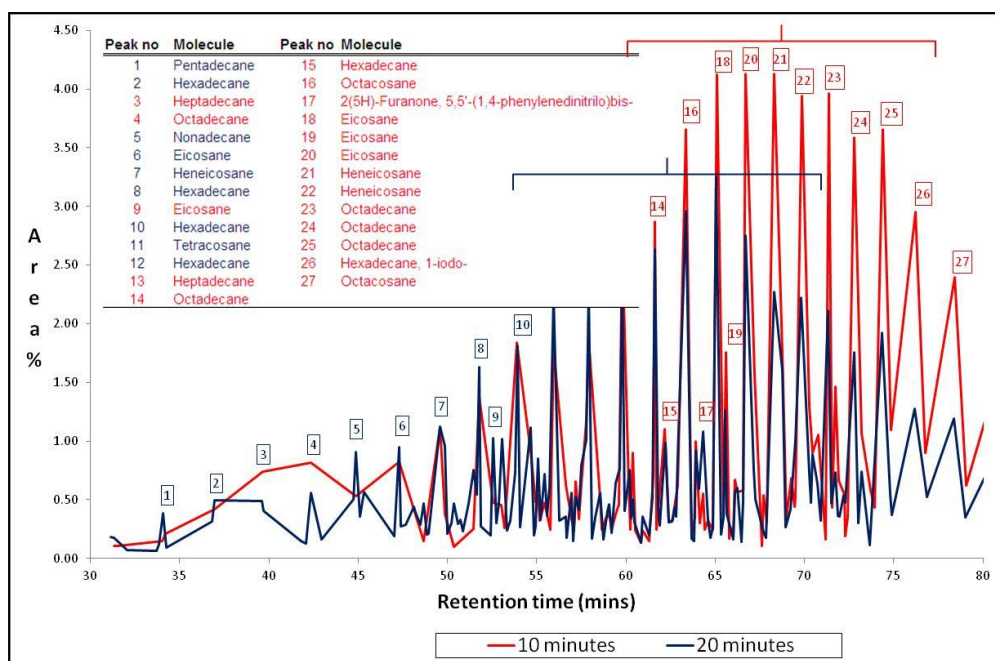 Peak no Molecule Peak no Molecule
1 Pentadecane 15 Hexadecane
2 Hexadecane 16 Octacosane
3 Heptadecane 17 2(5H)-Furanone, 5,5'-(1,4-phenylenedinitrilo)bis-
4 Octadecane 18 Eicosane
5 Nonadecane 19 Eicosane
6 Eicosane 20 Eicosane
7 Heneicosane 21 Heneicosane
8 Hexadecane 22 Heneicosane
9 Eicosane 23 Octadecane
10 Hexadecane 24 Octadecane
11 Tetracosane 25 Octadecane
12 Hexadecane 26 Hexadecane, 1-iodo-
13 Heptadecane 27 Octacosane
14 Octadecane
4.50
4.00
3.50
3.00
2.50
2.00
1.50
1.00
0.50
0.00
Area %
1
2
3
4
5
6
7
8
9
10
14
15
16
17
18
19
20
21
22
23
24
25
26
27
30 35 40 45 50 55 60 65 70 75 80
Retention time (mins)
10 minutes 20 minutes